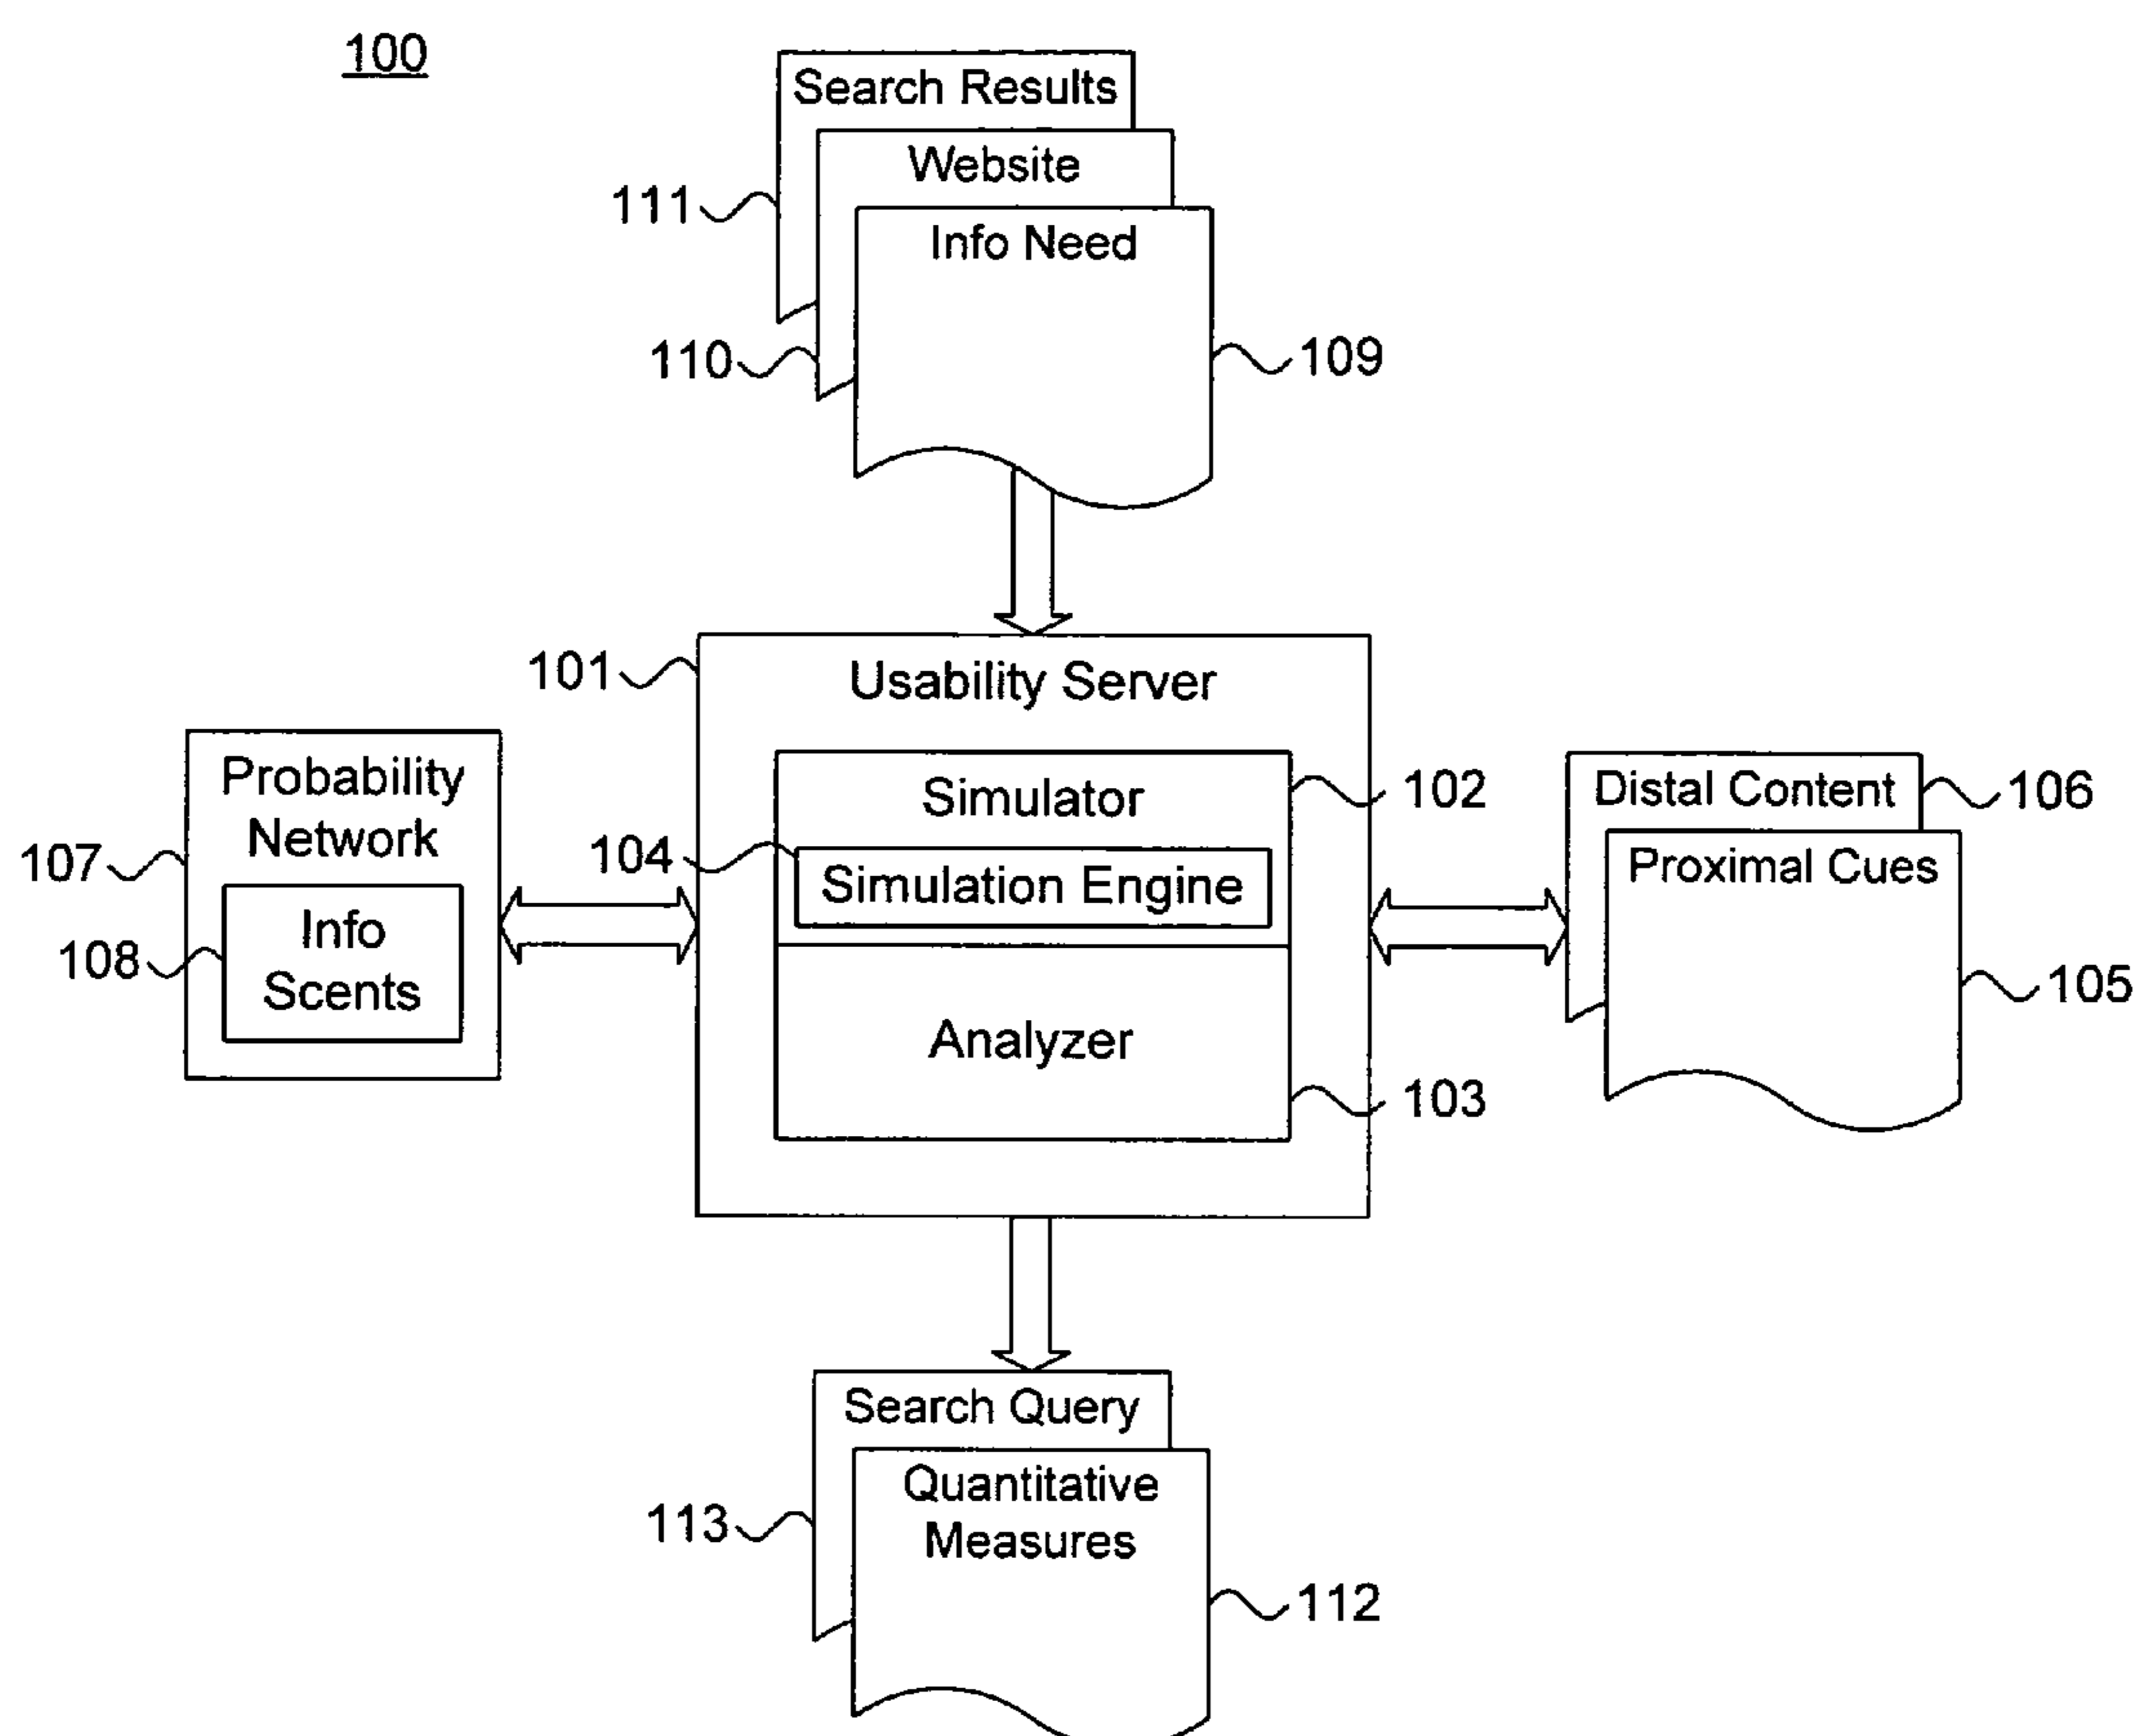 100
Search Results
Website
111
Info Need
110
109
101
Usability Server
Probability
Network
107
Info
Scents
108
Simulator
102
104
Simulation Engine
Analyzer
103
Distal Content
106
Proximal Cues
105
Search Query
Quantitative
Measures
113
112